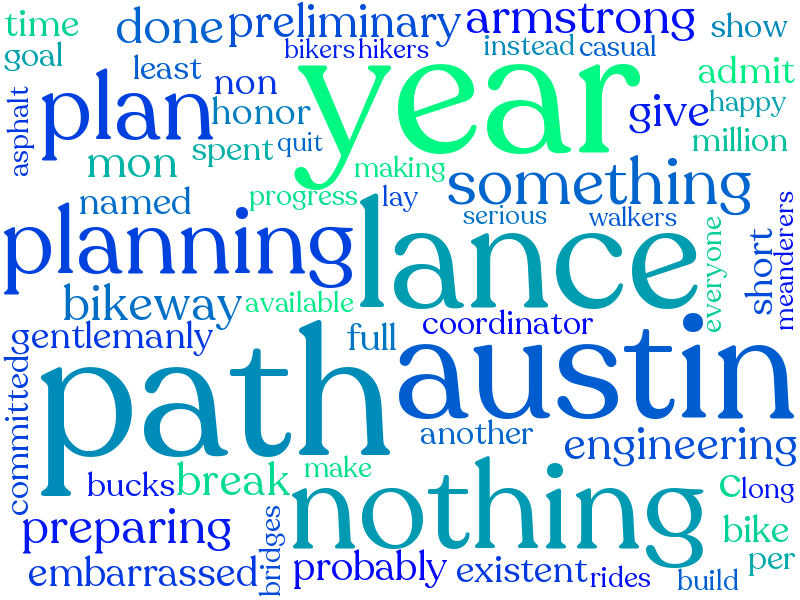 time
done
preliminary
armstrong
show
goal
bikers
hikers
instead
casual
least
non
year
admit
plan
honor
give
happy
asphalt
mon
spent
quit
million
making
something
named
progress
lay
serious
walkers
everyone
short
meanderers
planning
lance
bikeway
available
gentlemanly
full
coordinator
austin
committed
path
another
engineering
bucks
break
make
nothing
c
long
preparing
bridges
bike
embarrassed
probably
existent
rides
build
per